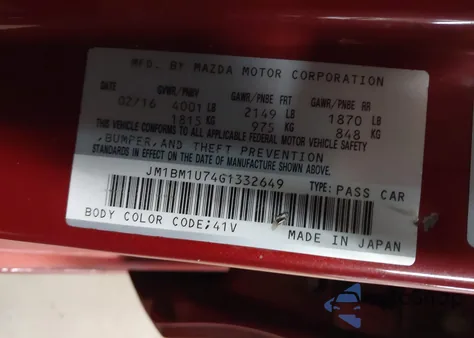 MFD. BY MAZDA MOTOR CORPORATION
DATE GVWR/PNBV GAWR/PNBE FRT GAWR/PNBE RR
02/16 4001 LB 2149 LB 1870 LB
1815 KG 975 KG 848 KG
THIS VEHICLE CONFORMS TO ALL APPLICABLE FEDERAL MOTOR VEHICLE SAFETY
,BUMPER, AND THEFT PREVENTION
STANDARDS IN EFFECT ON THE DATE OF MANUFACTURE SHOWN ABOVE.
JM1BM1U74G1332649 TYPE: PASS CAR
BODY COLOR CODE;41V MADE IN JAPAN